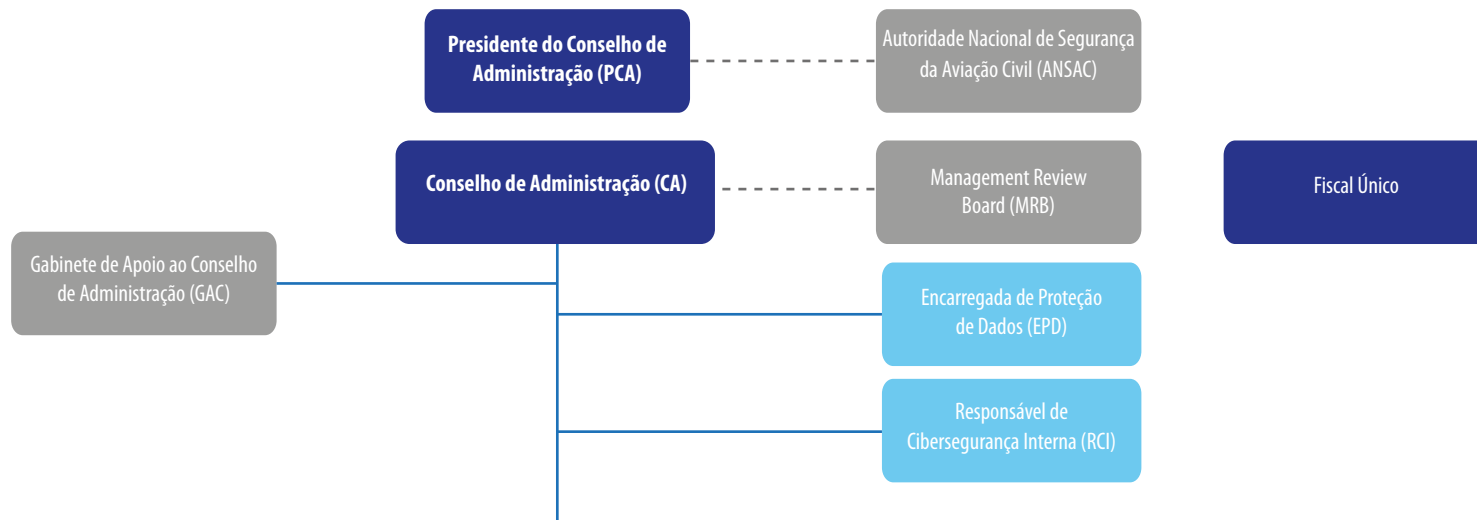 Presidente do Conselho de
Administração (PCA)
Autoridade Nacional de Segurança
da Aviação Civil (ANSAC)
Conselho de Administração (CA)
Management Review
Board (MRB)
Fiscal Único
Gabinete de Apoio ao Conselho
de Administração (GAC)
Encarregada de Proteção
de Dados (EPD)
Responsável de
Cibersegurança Interna (RCI)